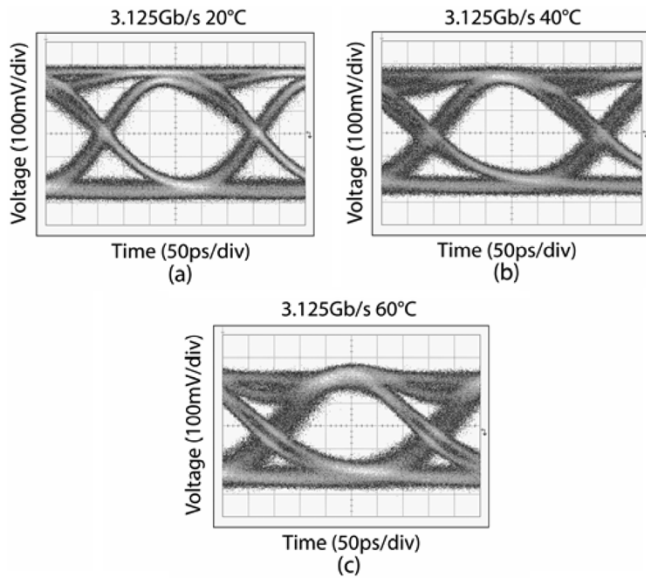 3.125Gb/s 20°C
Voltage (100mV/div)
Time (50ps/div)
(a)
3.125Gb/s 40°C
Voltage (100mV/div)
Time (50ps/div)
(b)
3.125Gb/s 60°C
Voltage (100mV/div)
Time (50ps/div)
(c)